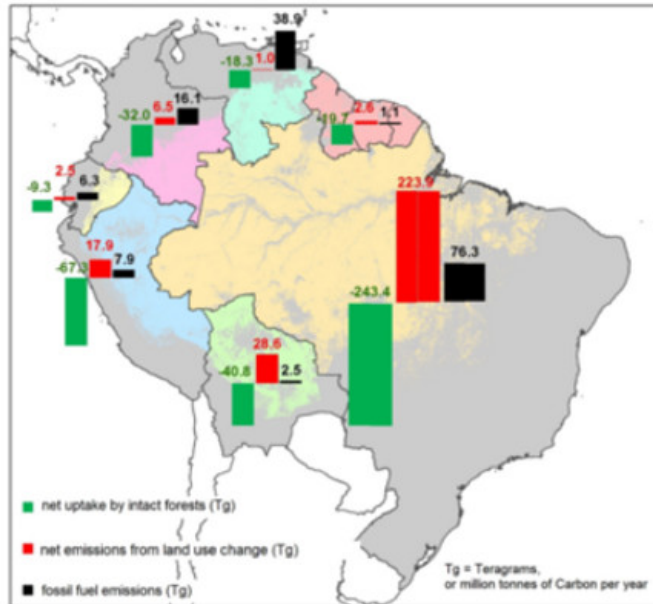 38.9
-18.3 1.0
16.1
6.5
-32.0
-19.7 2.6 1.1
2.5
-9.3 6.3
223.9
17.9
7.9
-67.3
76.3
-243.4
28.6
-40.8 2.5
net uptake by intact forests (Tg)
net emissions from land use change (Tg)
fossil fuel emissions (Tg)
Tg = Teragrams,
or million tonnes of Carbon per year